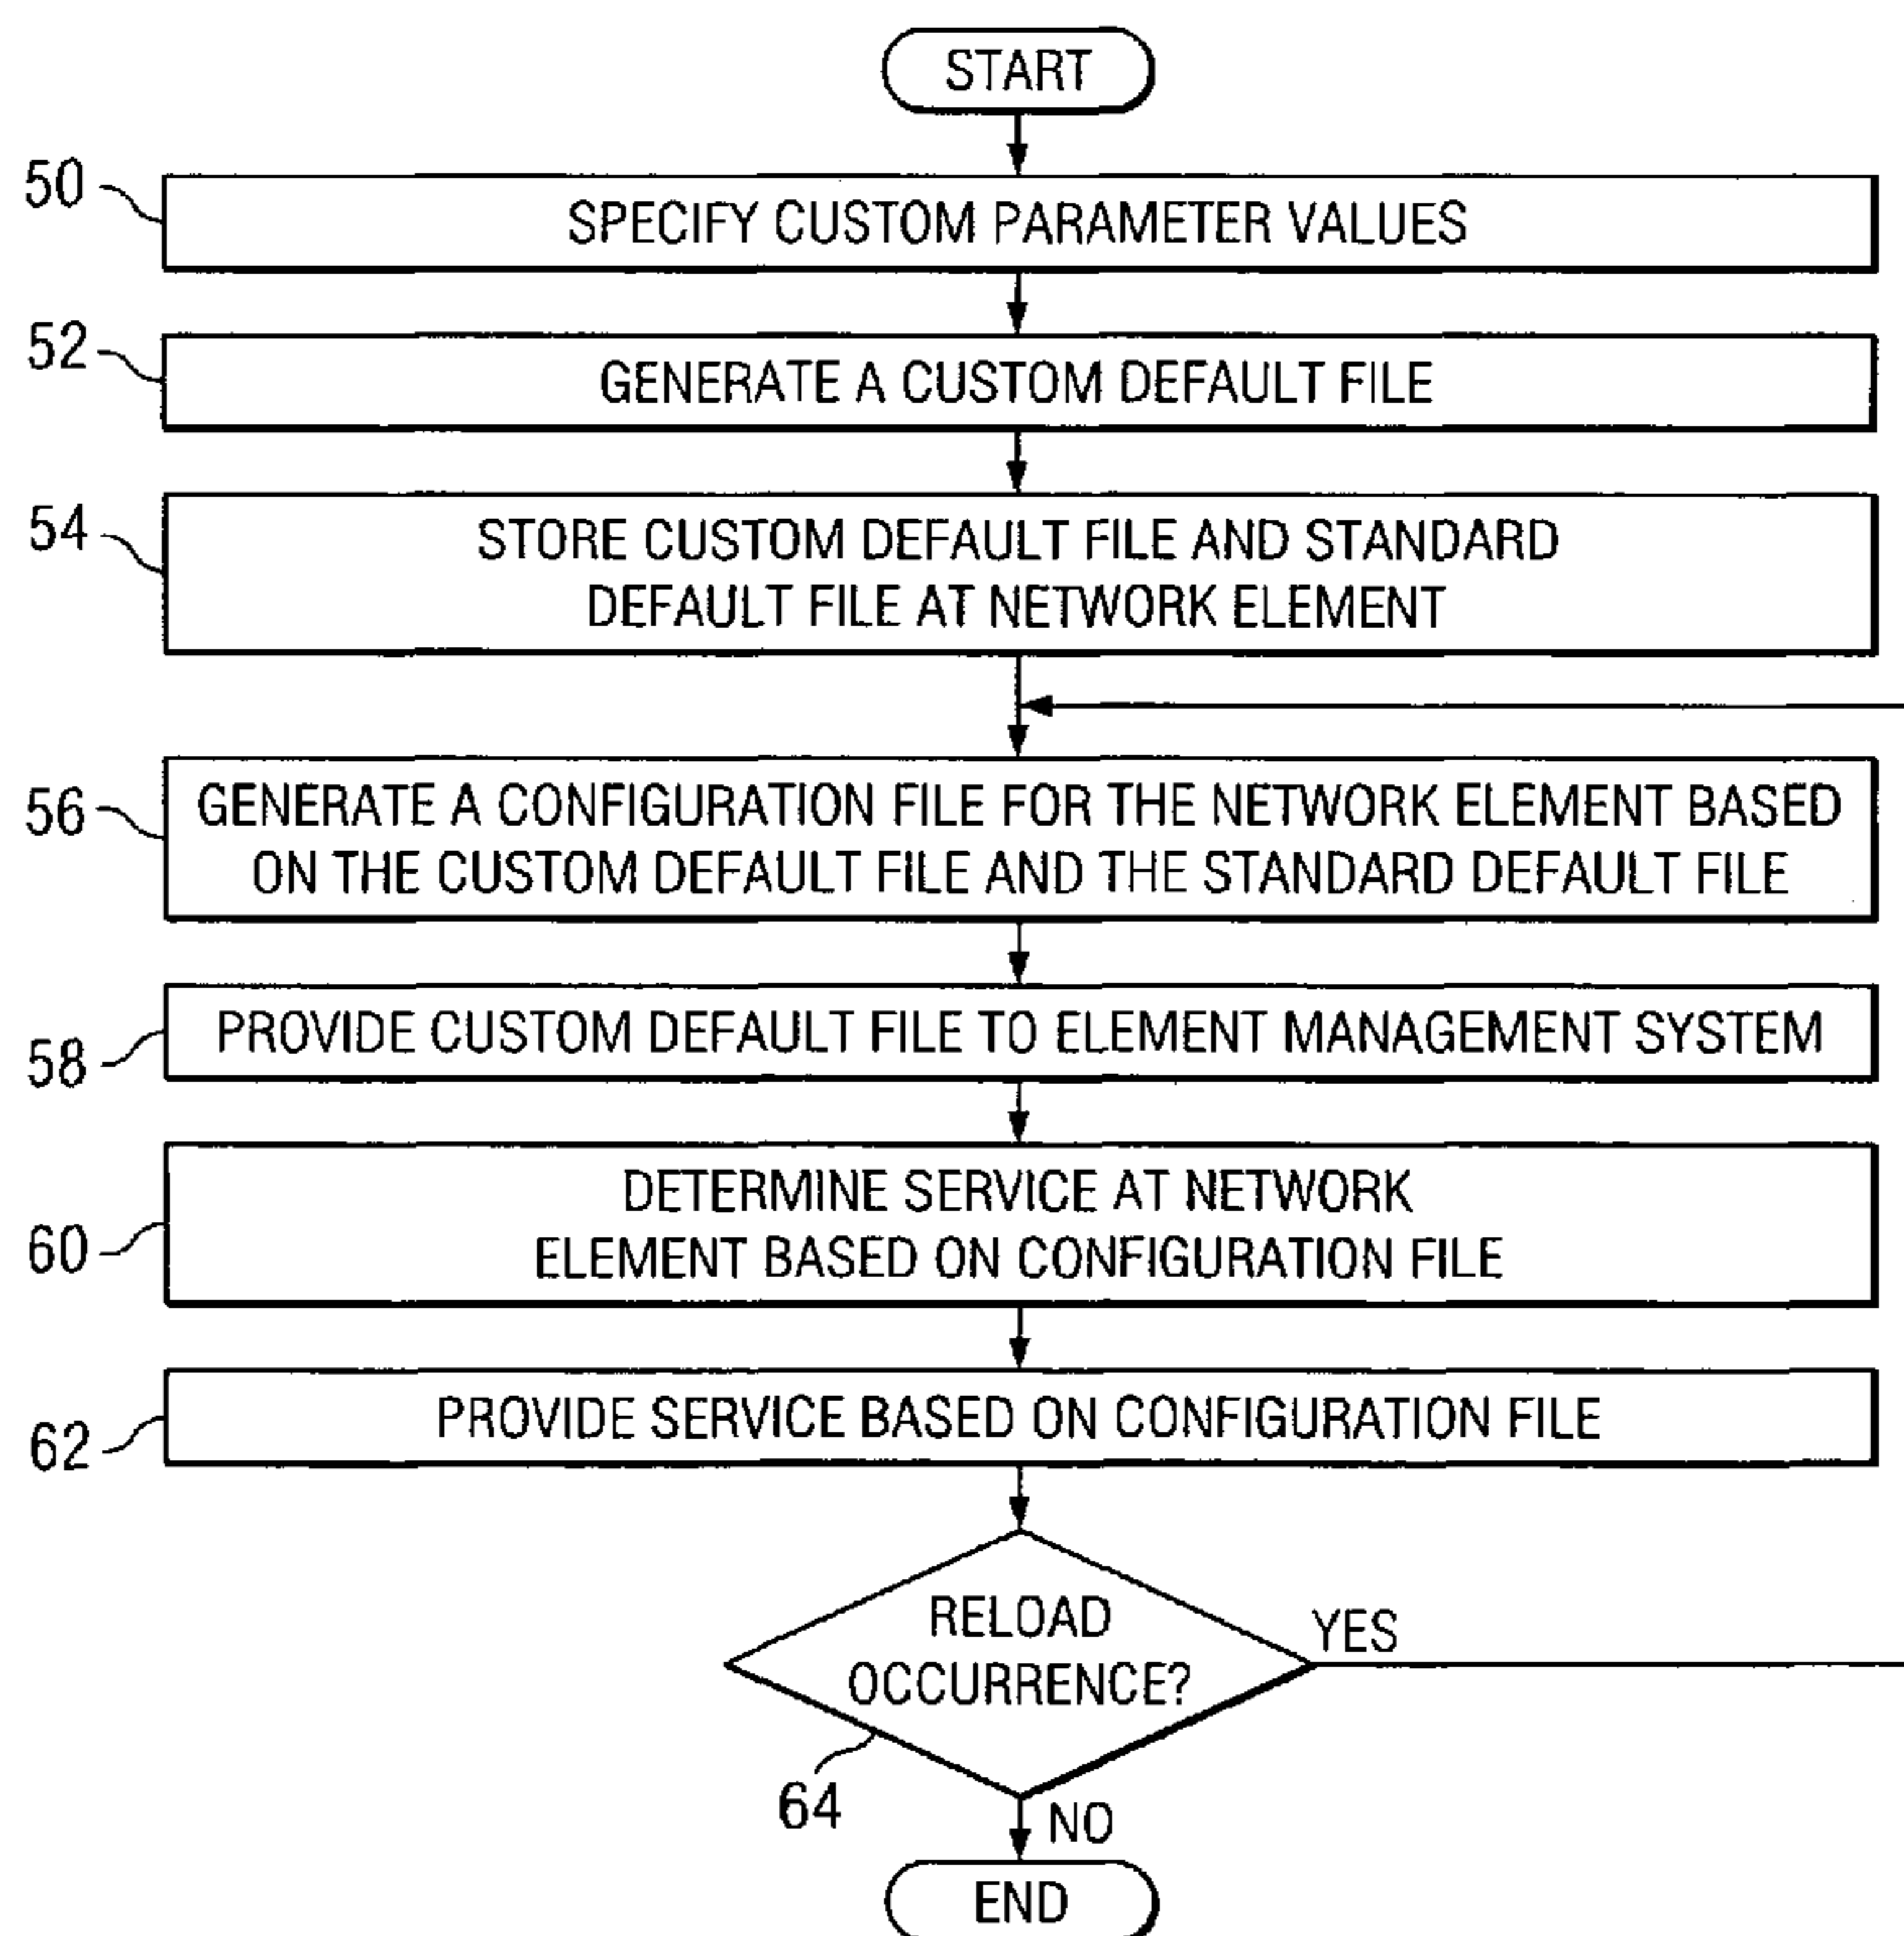 START
50
SPECIFY CUSTOM PARAMETER VALUES
52
GENERATE A CUSTOM DEFAULT FILE
54
STORE CUSTOM DEFAULT FILE AND STANDARD
DEFAULT FILE AT NETWORK ELEMENT
56
GENERATE A CONFIGURATION FILE FOR THE NETWORK ELEMENT BASED
ON THE CUSTOM DEFAULT FILE AND THE STANDARD DEFAULT FILE
58
PROVIDE CUSTOM DEFAULT FILE TO ELEMENT MANAGEMENT SYSTEM
60
DETERMINE SERVICE AT NETWORK
ELEMENT BASED ON CONFIGURATION FILE
62
PROVIDE SERVICE BASED ON CONFIGURATION FILE
RELOAD
OCCURRENCE?
YES
64
NO
END